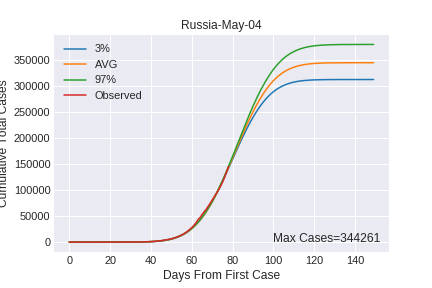 Russia-May-04
3%
AVG
97%
Observed
350000
300000
250000
200000
150000
100000
50000
0
Cumulative Total Cases
Max Cases=344261
0 20 40 60 80 100 120 140
Days From First Case